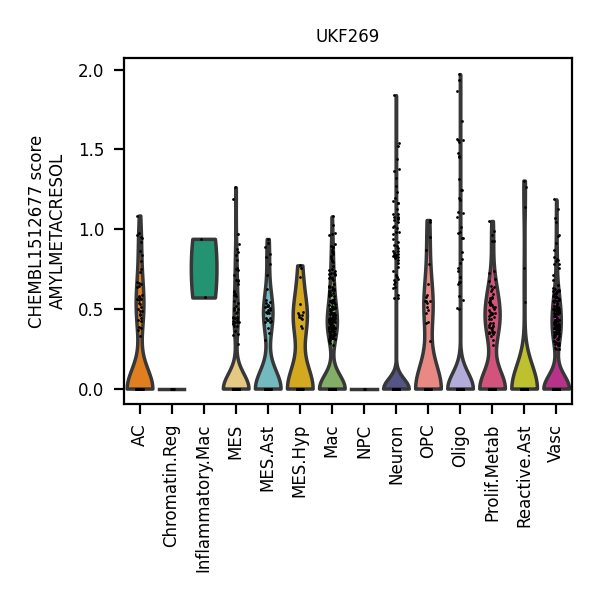 UKF269
CHEMBL1512677 score
AMYLMETACRESOL
2.0
1.5
1.0
0.5
0.0
AC
Chromatin.Reg
Inflammatory.Mac
MES
MES.Ast
MES.Hyp
Mac
NPC
Neuron
OPC
Oligo
Prolif.Metab
Reactive.Ast
Vasc